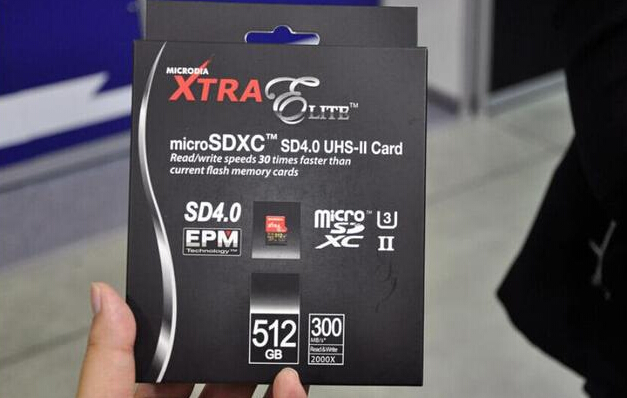 MICRODIA
XTRA ELITE™
microSDXC™ SD4.0 UHS-II Card
Read/write speeds 30 times faster than
current flash memory cards
SD4.0
EPM
Technology™
micro™
SD
XC
3
II
512
GB
300
MB/s*
Read & Write
2000X